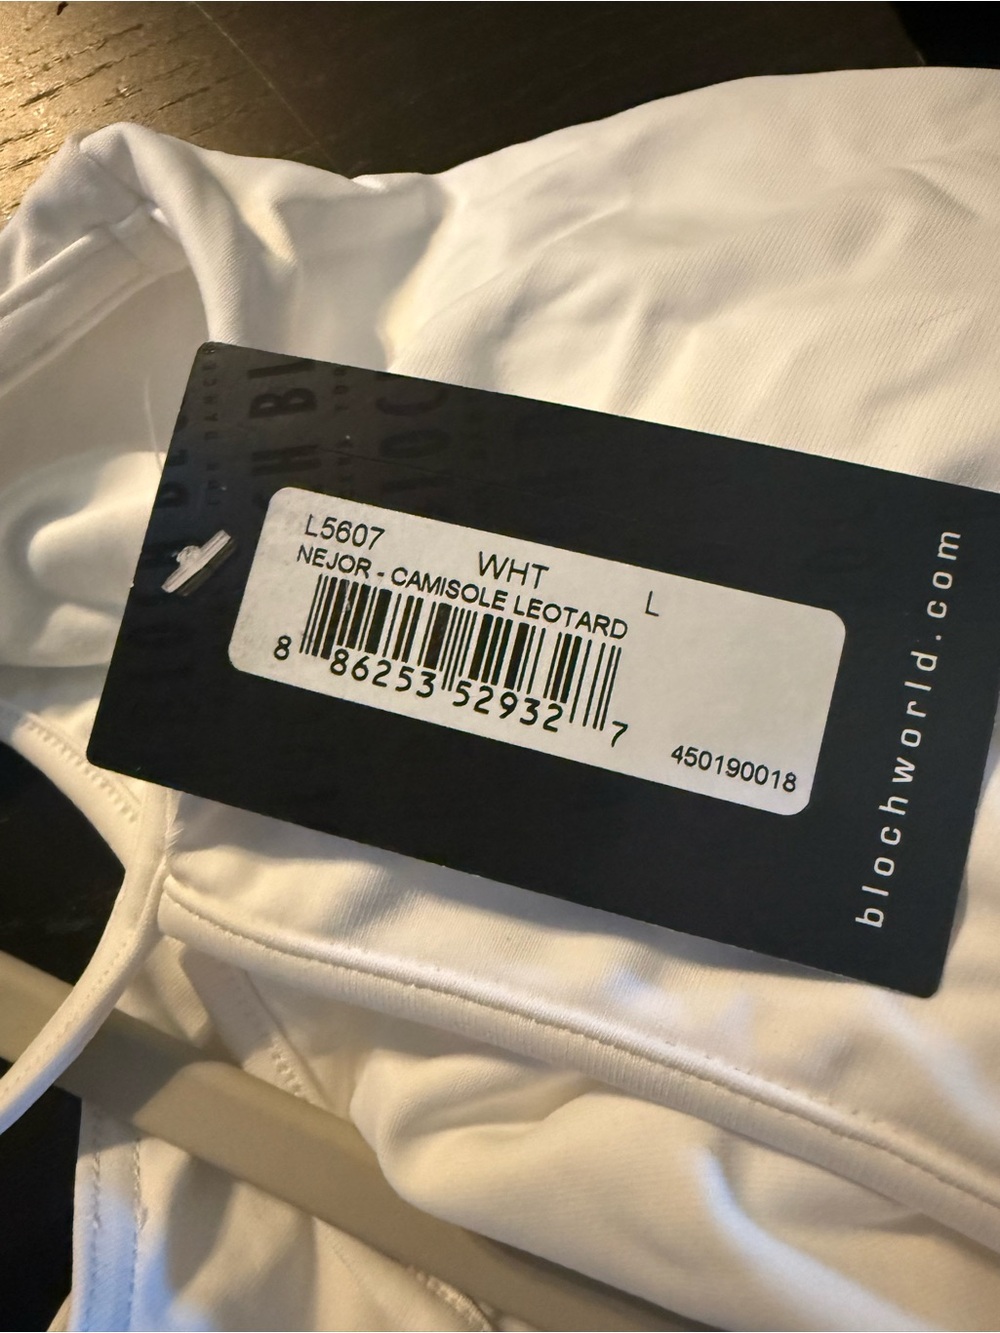 L5607 WHT L
NEJOR - CAMISOLE LEOTARD
8 86253 52932 7
450190018
blochworld.com